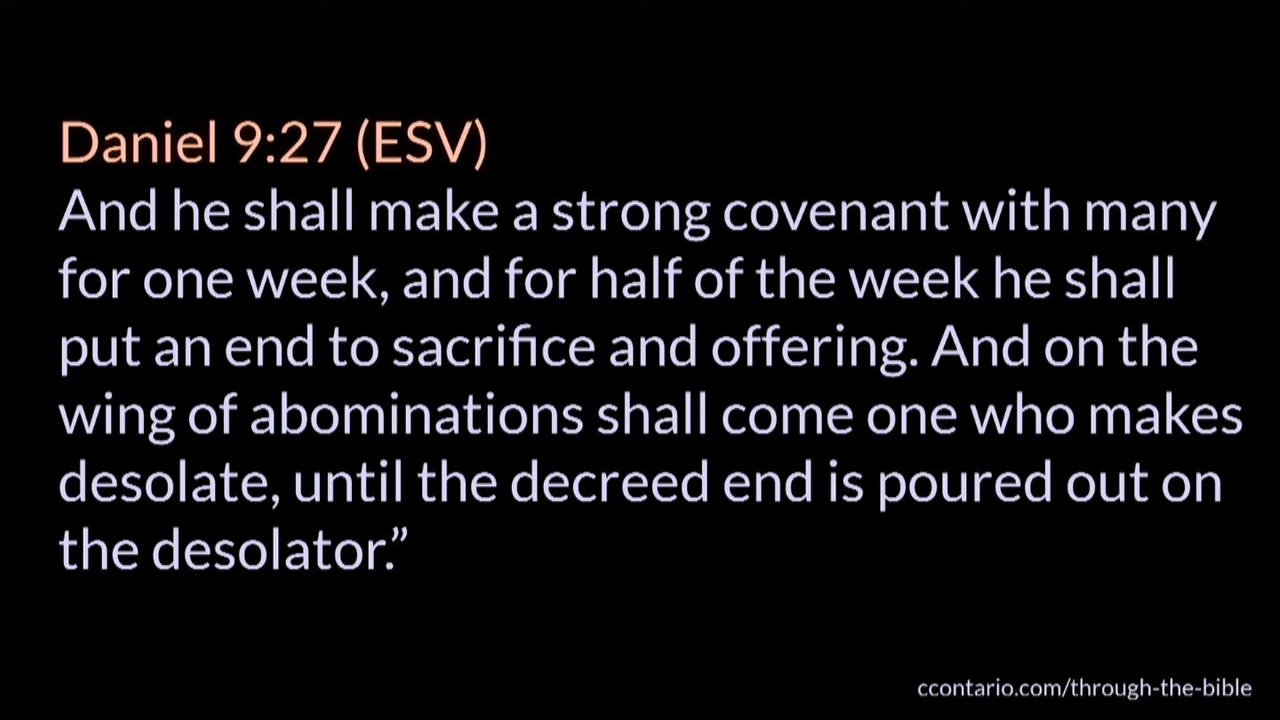 Daniel 9:27 (ESV)
And he shall make a strong covenant with many
for one week, and for half of the week he shall
put an end to sacrifice and offering. And on the
wing of abominations shall come one who makes
desolate, until the decreed end is poured out on
the desolator.”
ccontario.com/through-the-bible